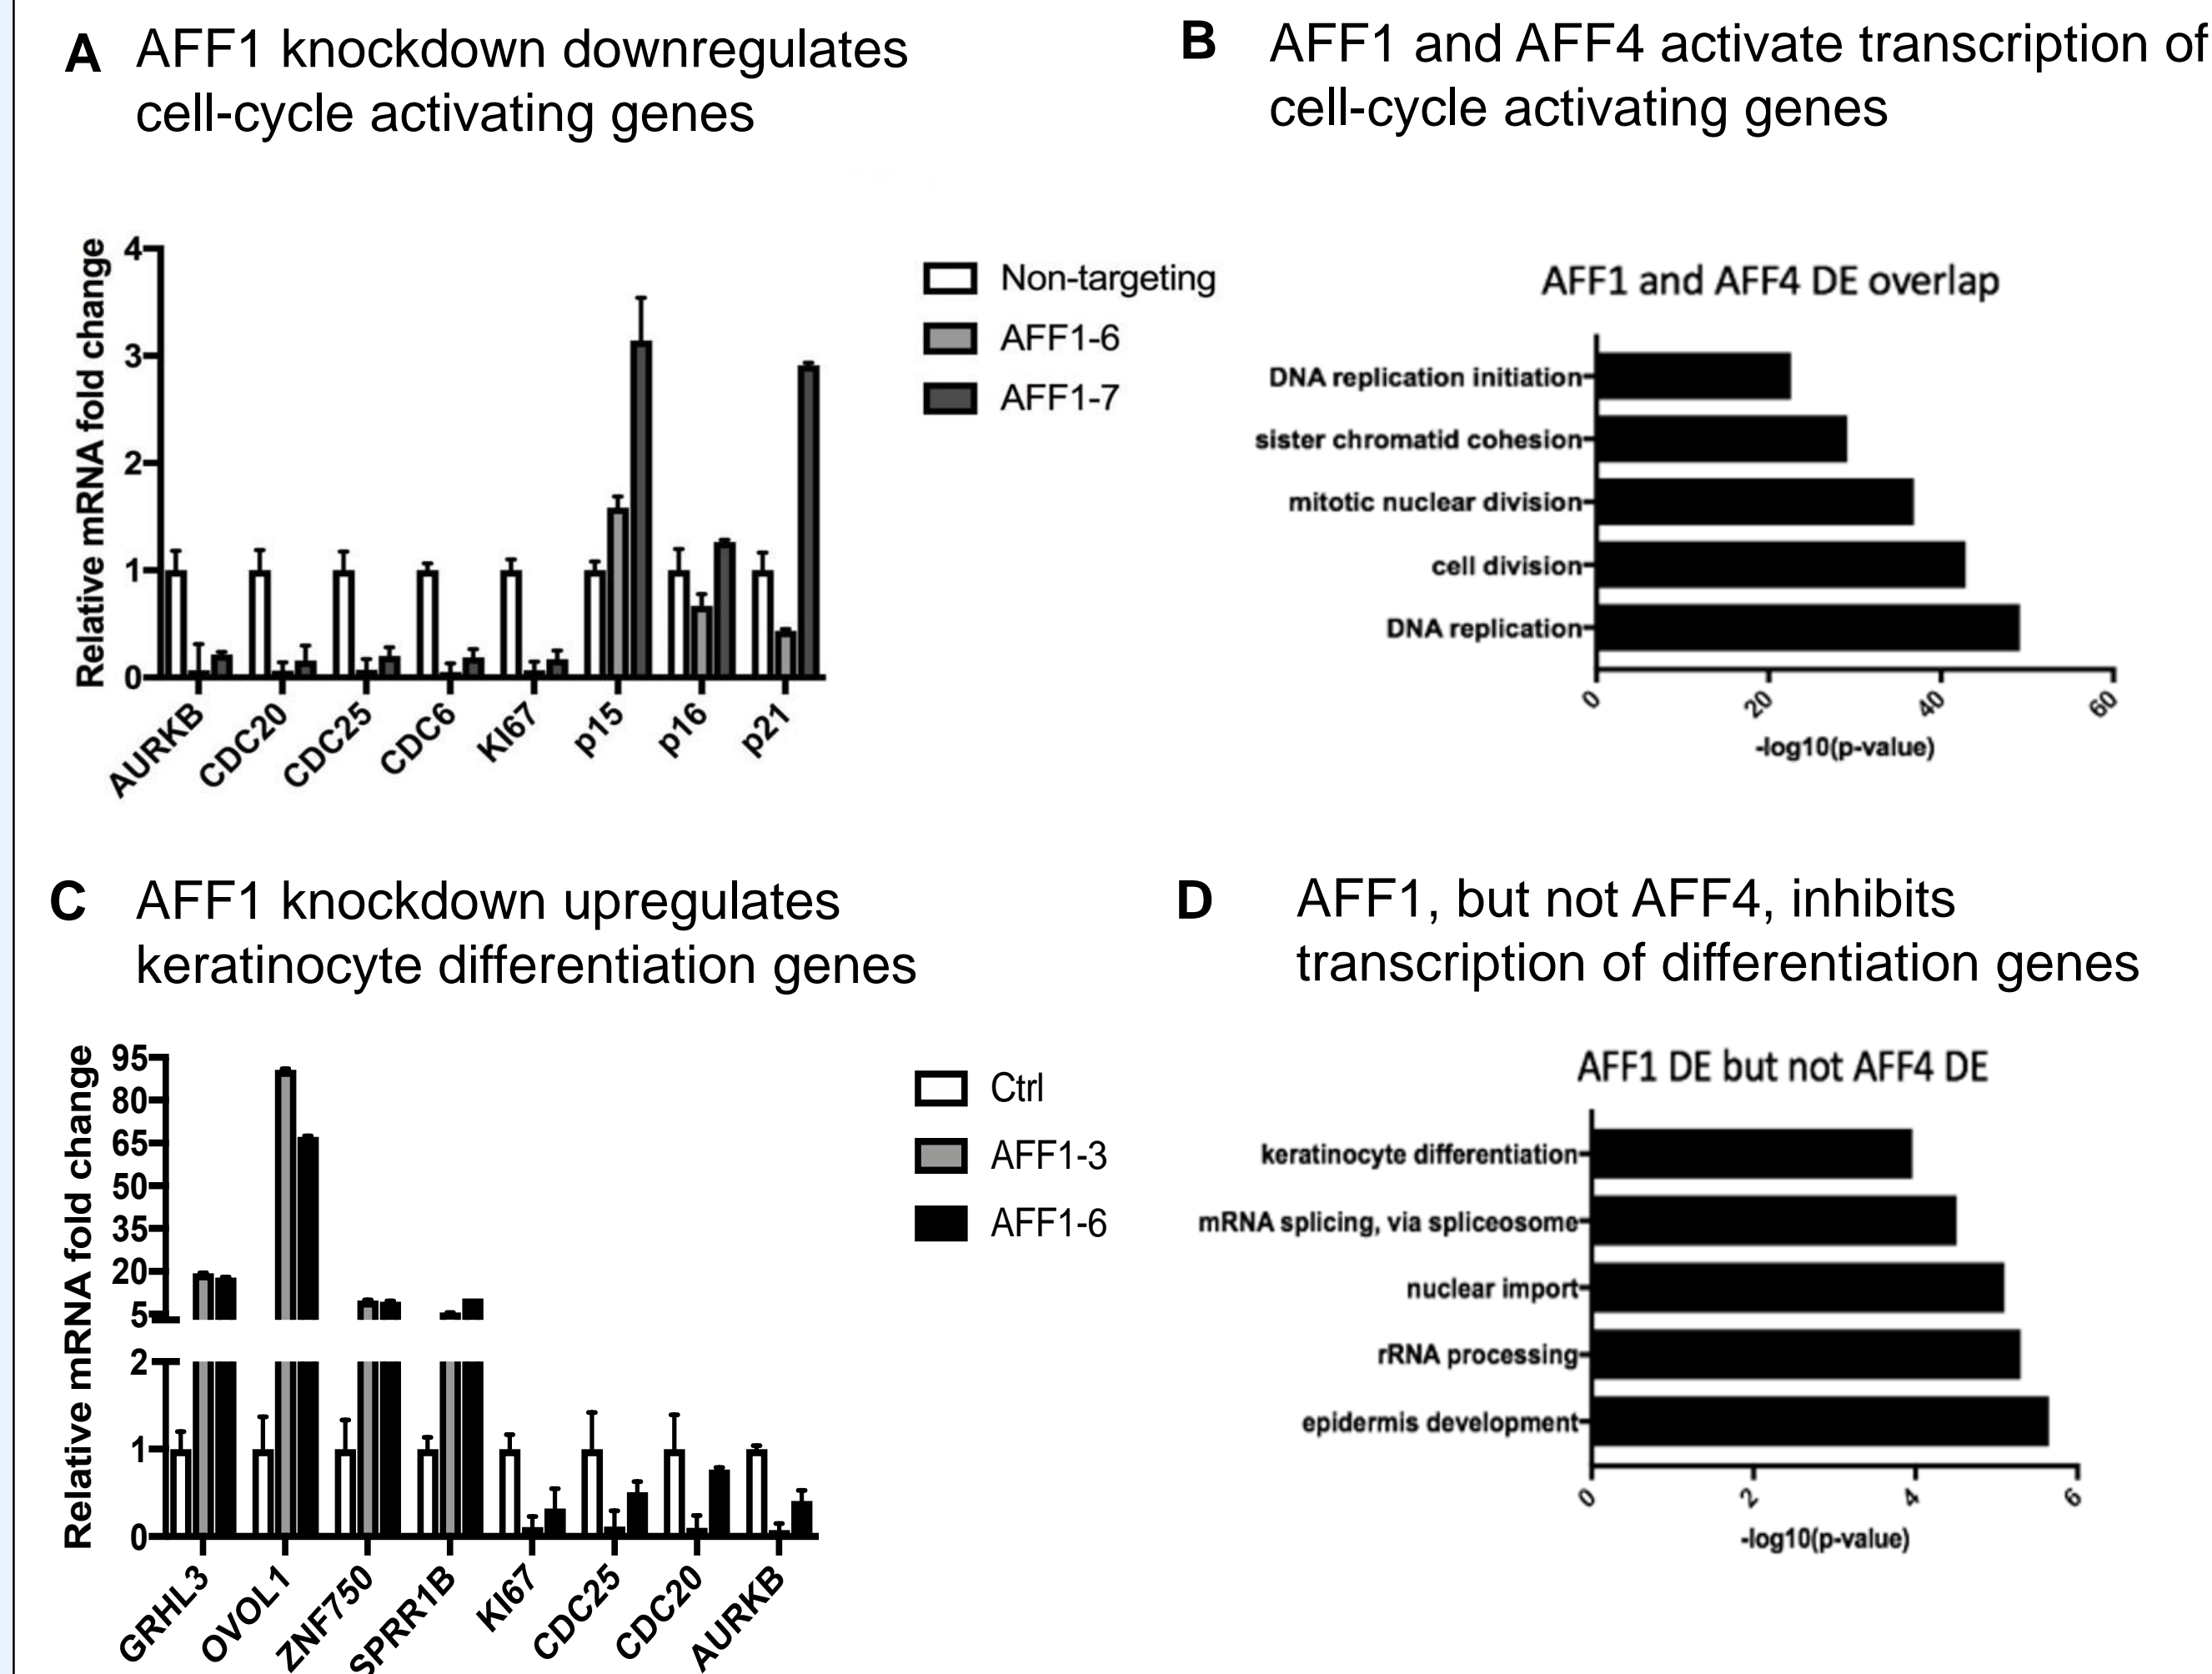 A AFF1 knockdown downregulates
cell-cycle activating genes
Relative mRNA fold change
4
3
2
1
0
AURKB
CDC20
CDC25
CDC6
KI67
p15
p16
p21
Non-targeting
AFF1-6
AFF1-7
B AFF1 and AFF4 activate transcription of
cell-cycle activating genes
AFF1 and AFF4 DE overlap
DNA replication initiation
sister chromatid cohesion
mitotic nuclear division
cell division
DNA replication
0 20 40 60
-log10(p-value)
C AFF1 knockdown upregulates
keratinocyte differentiation genes
Relative mRNA fold change
95
80
65
50
35
20
5
2
1
0
GRHL3
OVOL1
ZNF750
SPRR1B
KI67
CDC25
CDC20
AURKB
Ctrl
AFF1-3
AFF1-6
D AFF1, but not AFF4, inhibits
transcription of differentiation genes
AFF1 DE but not AFF4 DE
keratinocyte differentiation
mRNA splicing, via spliceosome
nuclear import
rRNA processing
epidermis development
0 2 4 6
-log10(p-value)